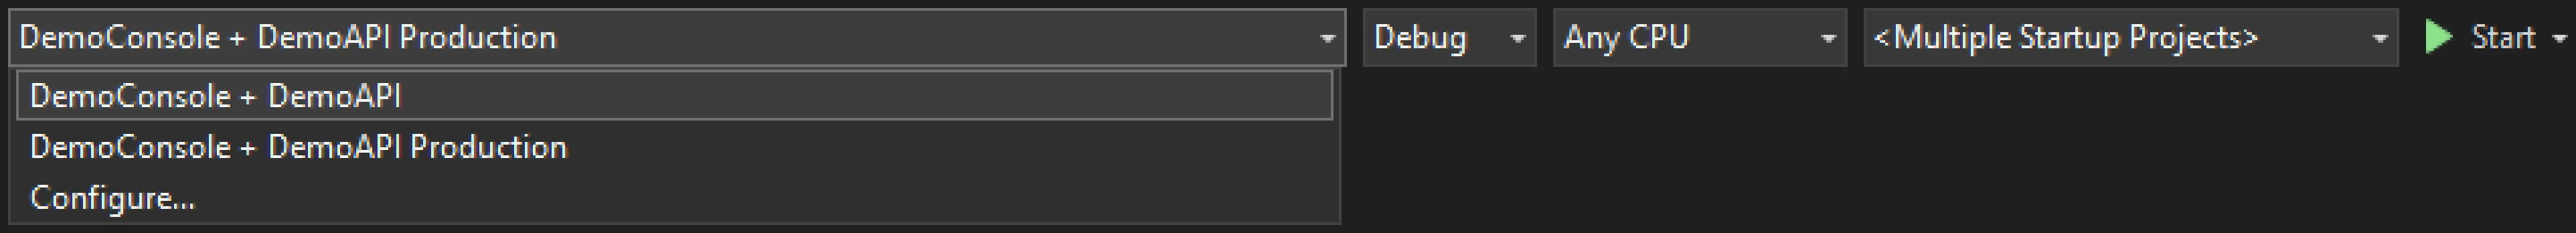 DemoConsole + DemoAPI Production Debug Any CPU <Multiple Startup Projects> Start
DemoConsole + DemoAPI
DemoConsole + DemoAPI Production
Configure...